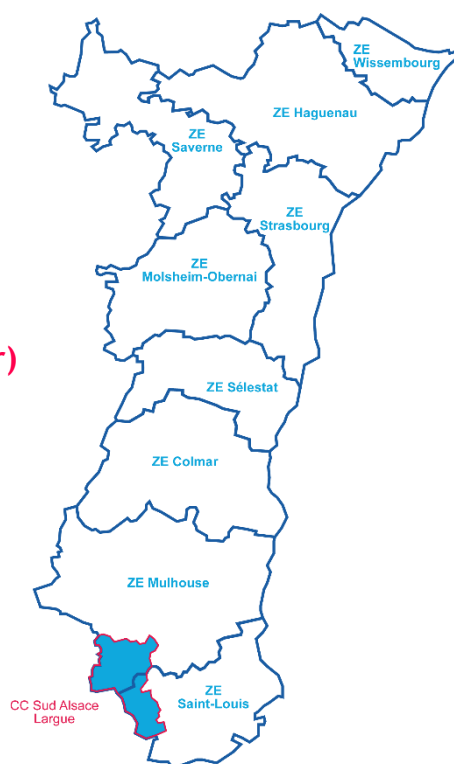 ZE
Wissembourg
ZE Haguenau
ZE
Saverne
ZE
Strasbourg
ZE
Molsheim-Obernai
r)
ZE Sélestat
ZE Colmar
ZE Mulhouse
CC Sud Alsace
Largue
ZE
Saint-Louis